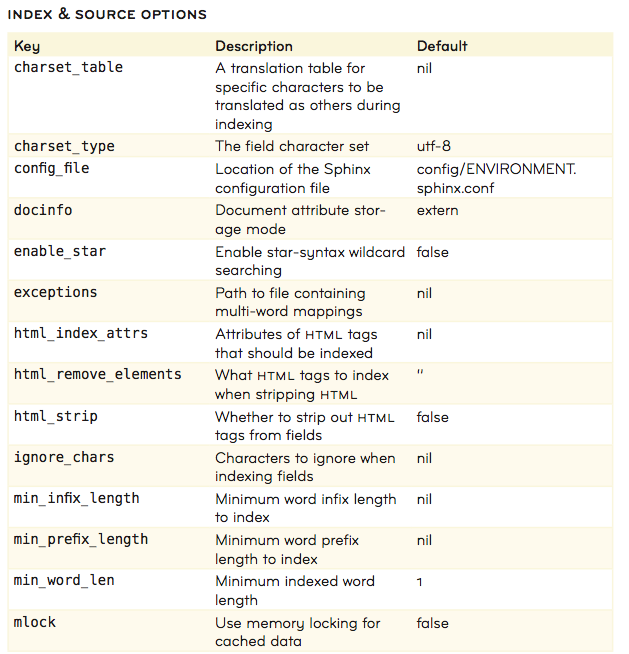 INDEX & SOURCE OPTIONS
Key Description Default
charset_table A translation table for nil
specific characters to be
translated as others during
indexing
charset_type The field character set utf-8
config_file Location of the Sphinx config/ENVIRONMENT.
configuration file sphinx.conf
docinfo Document attribute stor- extern
age mode
enable_star Enable star-syntax wildcard false
searching
exceptions Path to file containing nil
multi-word mappings
html_index_attrs Attributes of HTML tags nil
that should be indexed
html_remove_elements What HTML tags to index ''
when stripping HTML
html_strip Whether to strip out HTML false
tags from fields
ignore_chars Characters to ignore when nil
indexing fields
min_infix_length Minimum word infix length nil
to index
min_prefix_length Minimum word prefix nil
length to index
min_word_len Minimum indexed word 1
length
mlock Use memory locking for false
cached data